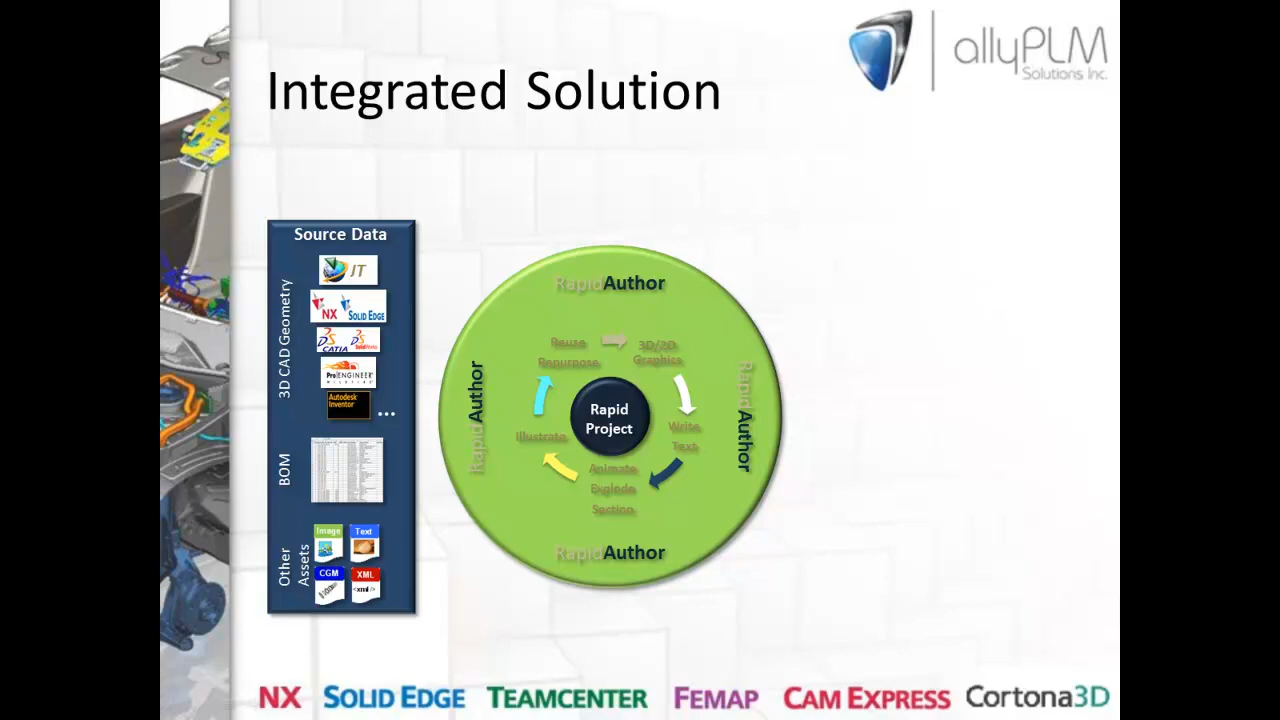 allyPLM
Solutions Inc.
Integrated Solution
Source Data
3D CAD Geometry
JT
NX SOLID EDGE
CATIA SolidWorks
Pro/ENGINEER
WILDFIRE
Autodesk
Inventor
...
BOM
Other
Assets
Image
Text
CGM
XML
<xml/>
RapidAuthor
RapidAuthor
RapidAuthor
RapidAuthor
Reuse
Repurpose
3D/2D
Graphics
Write
Text
Animate
Explode
Section
Illustrate
Rapid
Project
NX SOLID EDGE TEAMCENTER FEMAP CAM EXPRESS Cortona3D